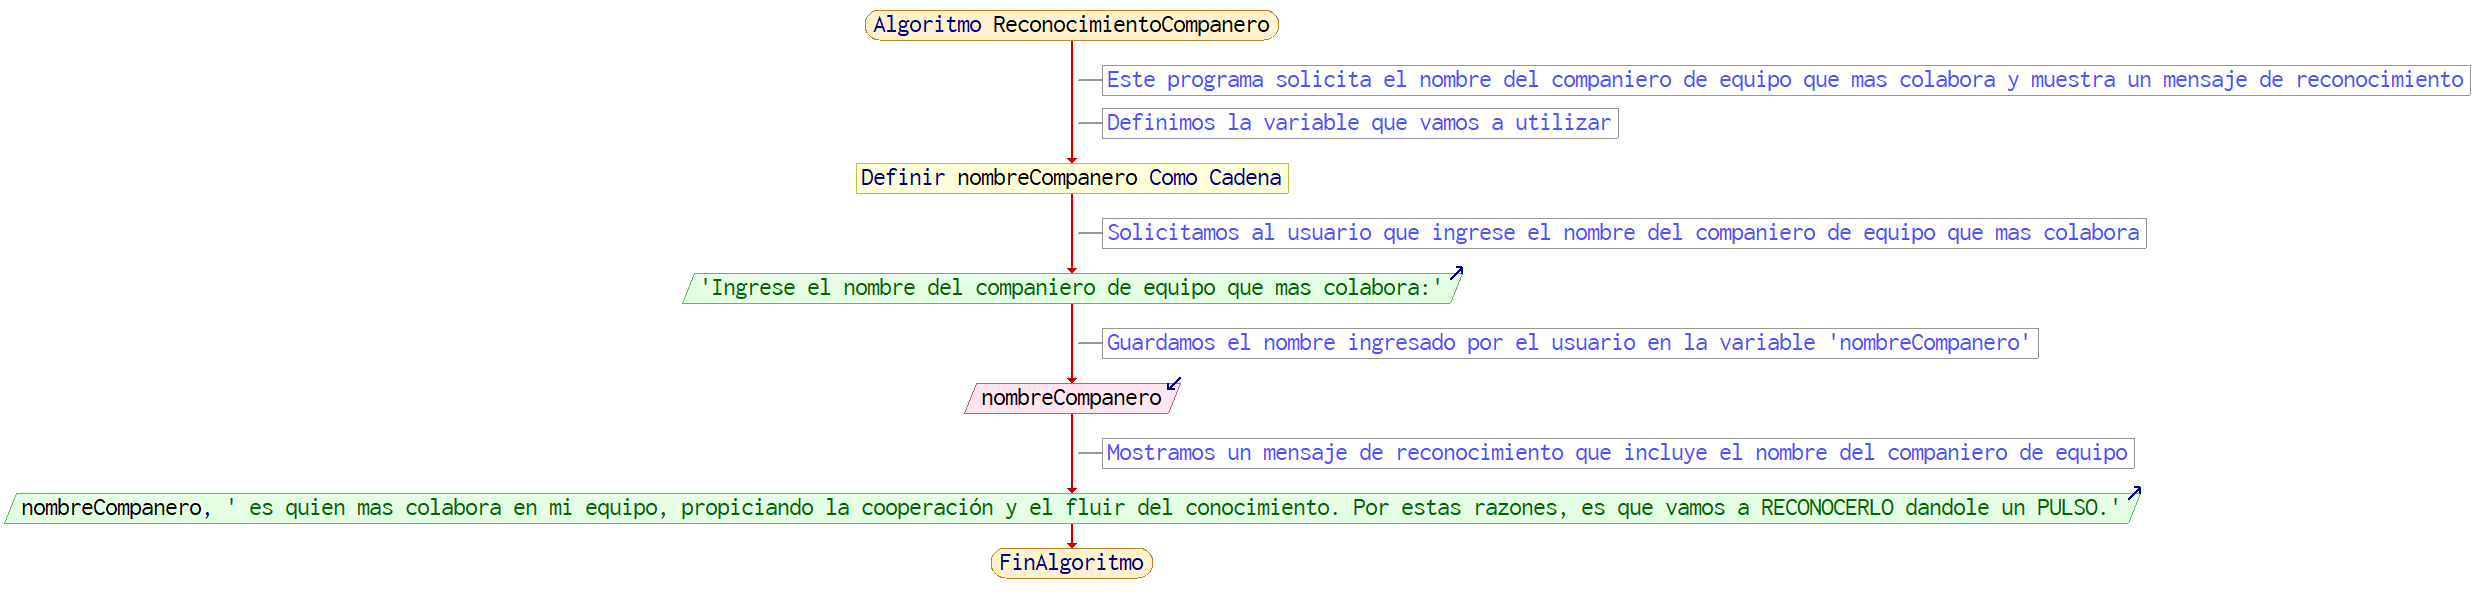 Algoritmo ReconocimientoCompanero
Este programa solicita el nombre del companiero de equipo que mas colabora y muestra un mensaje de reconocimiento
Definimos la variable que vamos a utilizar
Definir nombreCompanero Como Cadena
Solicitamos al usuario que ingrese el nombre del companiero de equipo que mas colabora
'Ingrese el nombre del companiero de equipo que mas colabora:'
Guardamos el nombre ingresado por el usuario en la variable 'nombreCompanero'
nombreCompanero
Mostramos un mensaje de reconocimiento que incluye el nombre del companiero de equipo
nombreCompanero, ' es quien mas colabora en mi equipo, propiciando la cooperación y el fluir del conocimiento. Por estas razones, es que vamos a RECONOCERLO dandole un PULSO.'
FinAlgoritmo